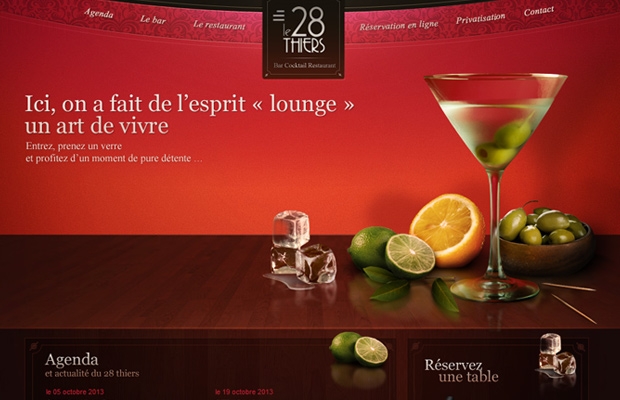 Agenda
Le bar
Le restaurant
le
28
THIERS
Bar Cocktail Restaurant
Réservation en ligne
Privatisation
Contact
Ici, on a fait de l'esprit « lounge »
un art de vivre
Entrez, prenez un verre
et profitez d'un moment de pure détente ...
Agenda
et actualité du 28 thiers
le 05 octobre 2013
le 19 octobre 2013
Réservez
une table